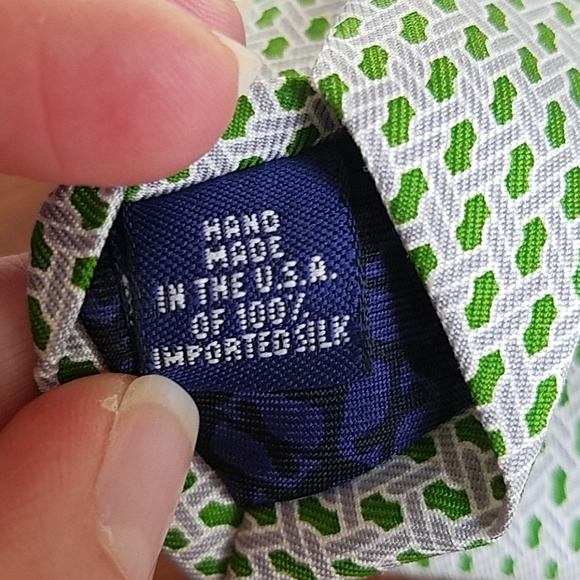 HAND
MADE
IN THE U.S.A.
OF 100%
IMPORTED SILK